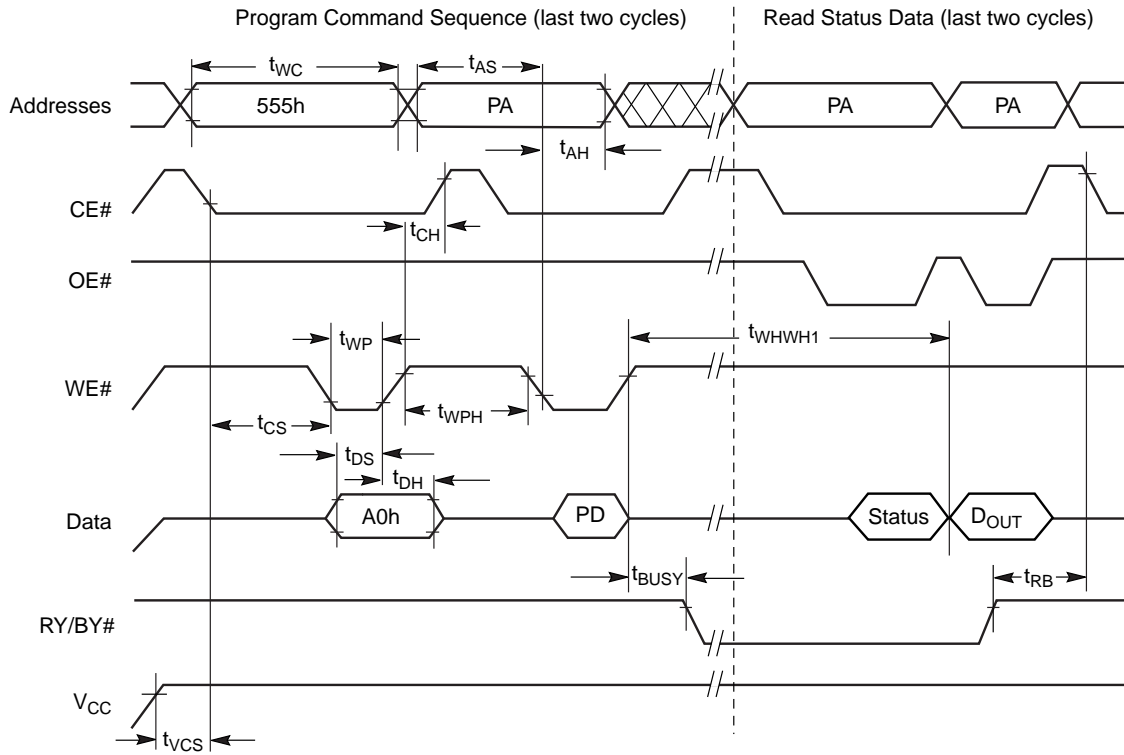 Program Command Sequence (last two cycles)
Read Status Data (last two cycles)
Addresses
tWC
tAS
555h
PA
PA
PA
tAH
CE#
tCH
OE#
tWP
tWHWH1
WE#
tCS
tWPH
tDS
tDH
Data
A0h
PD
Status
DOUT
tBUSY
tRB
RY/BY#
VCC
tVCS